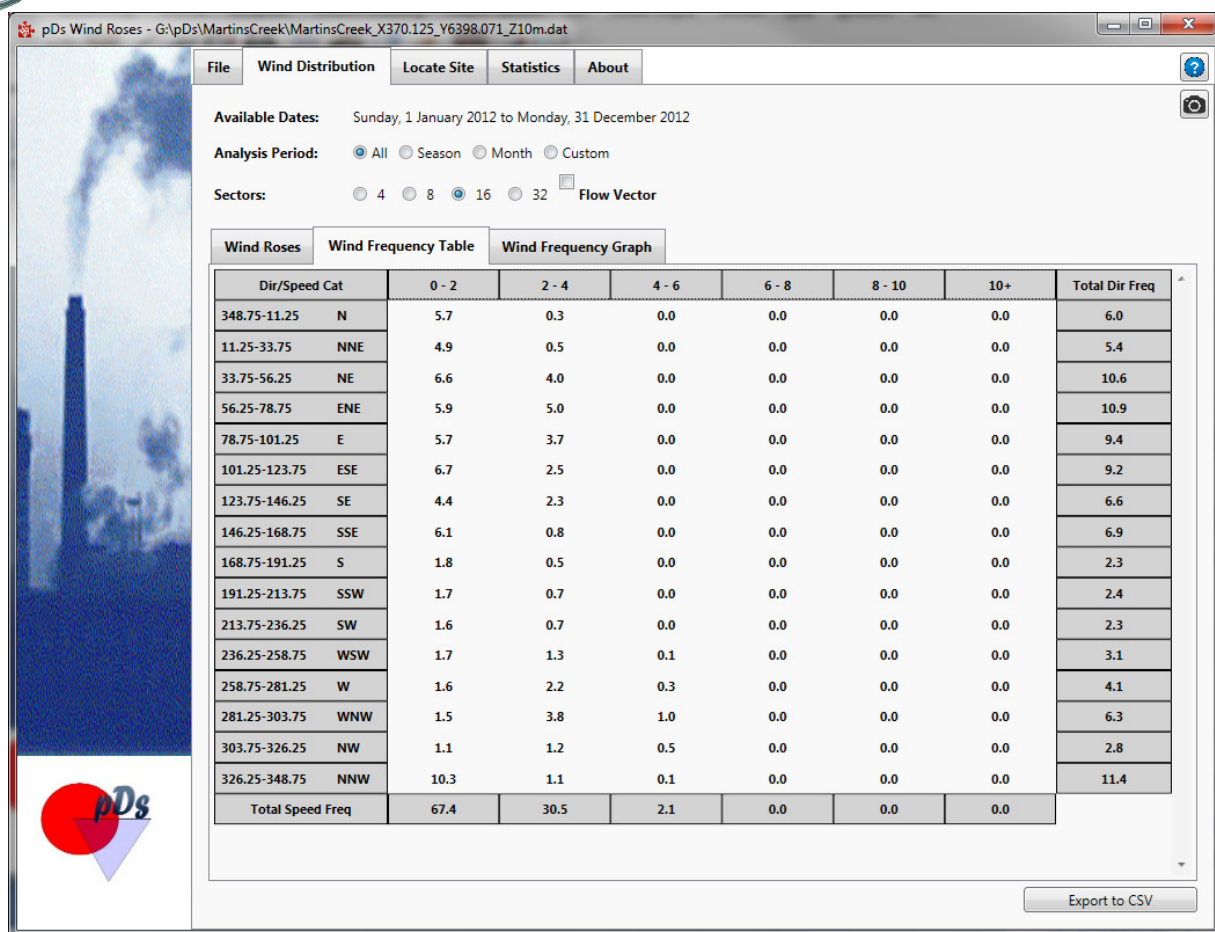 pDs Wind Roses - G:\pDs\MartinsCreek\MartinsCreek_X370.125_Y6398.071_Z10m.dat
File Wind Distribution Locate Site Statistics About
Available Dates: Sunday, 1 January 2012 to Monday, 31 December 2012
Analysis Period: All Season Month Custom
Sectors: 4 8 16 32 Flow Vector
Wind Roses Wind Frequency Table Wind Frequency Graph
Dir/Speed Cat 0 - 2 2 - 4 4 - 6 6 - 8 8 - 10 10+ Total Dir Freq
348.75-11.25 N 5.7 0.3 0.0 0.0 0.0 0.0 6.0
11.25-33.75 NNE 4.9 0.5 0.0 0.0 0.0 0.0 5.4
33.75-56.25 NE 6.6 4.0 0.0 0.0 0.0 0.0 10.6
56.25-78.75 ENE 5.9 5.0 0.0 0.0 0.0 0.0 10.9
78.75-101.25 E 5.7 3.7 0.0 0.0 0.0 0.0 9.4
101.25-123.75 ESE 6.7 2.5 0.0 0.0 0.0 0.0 9.2
123.75-146.25 SE 4.4 2.3 0.0 0.0 0.0 0.0 6.6
146.25-168.75 SSE 6.1 0.8 0.0 0.0 0.0 0.0 6.9
168.75-191.25 S 1.8 0.5 0.0 0.0 0.0 0.0 2.3
191.25-213.75 SSW 1.7 0.7 0.0 0.0 0.0 0.0 2.4
213.75-236.25 SW 1.6 0.7 0.0 0.0 0.0 0.0 2.3
236.25-258.75 WSW 1.7 1.3 0.1 0.0 0.0 0.0 3.1
258.75-281.25 W 1.6 2.2 0.3 0.0 0.0 0.0 4.1
281.25-303.75 WNW 1.5 3.8 1.0 0.0 0.0 0.0 6.3
303.75-326.25 NW 1.1 1.2 0.5 0.0 0.0 0.0 2.8
326.25-348.75 NNW 10.3 1.1 0.1 0.0 0.0 0.0 11.4
Total Speed Freq 67.4 30.5 2.1 0.0 0.0 0.0
pDs
Export to CSV